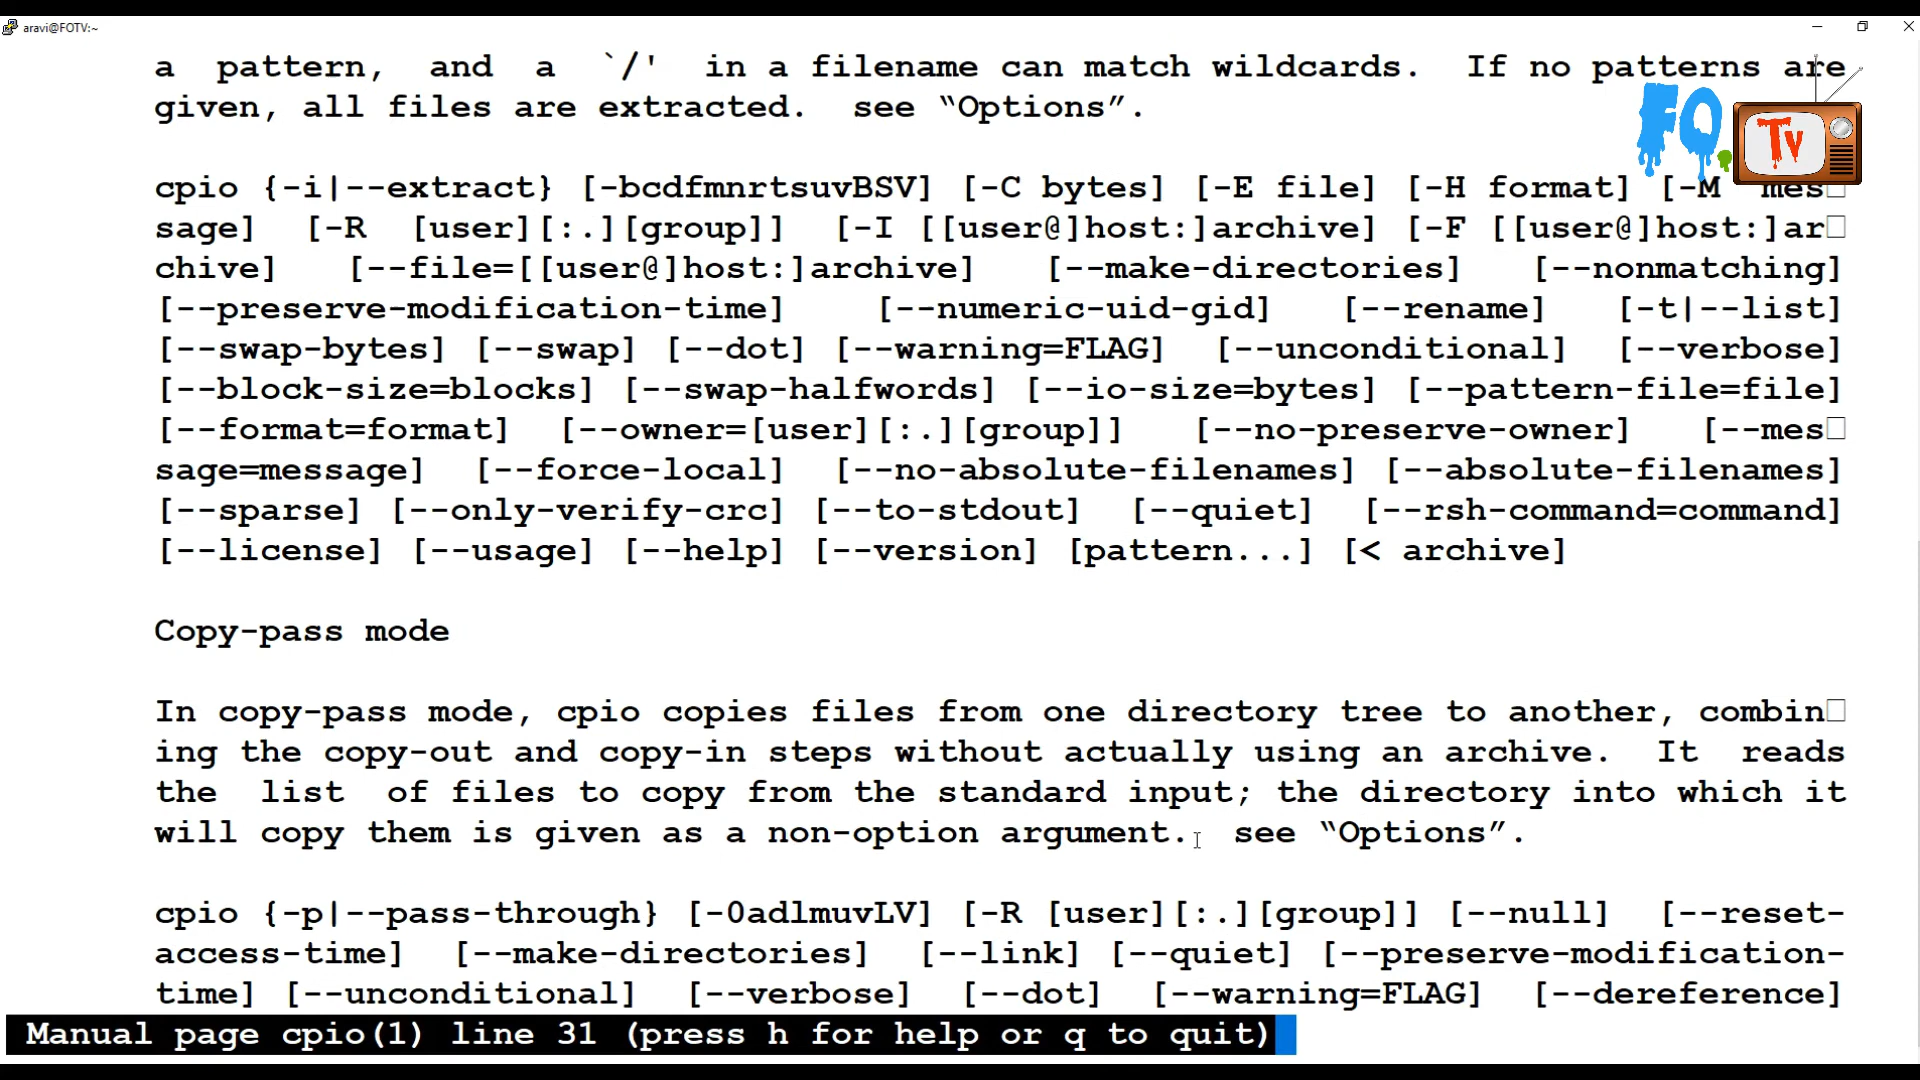 aravi@FOTV:~
a pattern, and a `/' in a filename can match wildcards. If no patterns are
given, all files are extracted. see “Options”.
FO.
Tv
cpio {-i|--extract} [-bcdfmnrtsuvBSV] [-C bytes] [-E file] [-H format] [-M mes
sage] [-R [user][:.][group]] [-I [[user@]host:]archive] [-F [[user@]host:]ar
chive] [--file=[[user@]host:]archive] [--make-directories] [--nonmatching]
[--preserve-modification-time] [--numeric-uid-gid] [--rename] [-t|--list]
[--swap-bytes] [--swap] [--dot] [--warning=FLAG] [--unconditional] [--verbose]
[--block-size=blocks] [--swap-halfwords] [--io-size=bytes] [--pattern-file=file]
[--format=format] [--owner=[user][:.][group]] [--no-preserve-owner] [--mes
sage=message] [--force-local] [--no-absolute-filenames] [--absolute-filenames]
[--sparse] [--only-verify-crc] [--to-stdout] [--quiet] [--rsh-command=command]
[--license] [--usage] [--help] [--version] [pattern...] [< archive]
Copy-pass mode
In copy-pass mode, cpio copies files from one directory tree to another, combin
ing the copy-out and copy-in steps without actually using an archive. It reads
the list of files to copy from the standard input; the directory into which it
will copy them is given as a non-option argument. see “Options”.
cpio {-p|--pass-through} [-0adlmuvLV] [-R [user][:.][group]] [--null] [--reset-
access-time] [--make-directories] [--link] [--quiet] [--preserve-modification-
time] [--unconditional] [--verbose] [--dot] [--warning=FLAG] [--dereference]
Manual page cpio(1) line 31 (press h for help or q to quit)